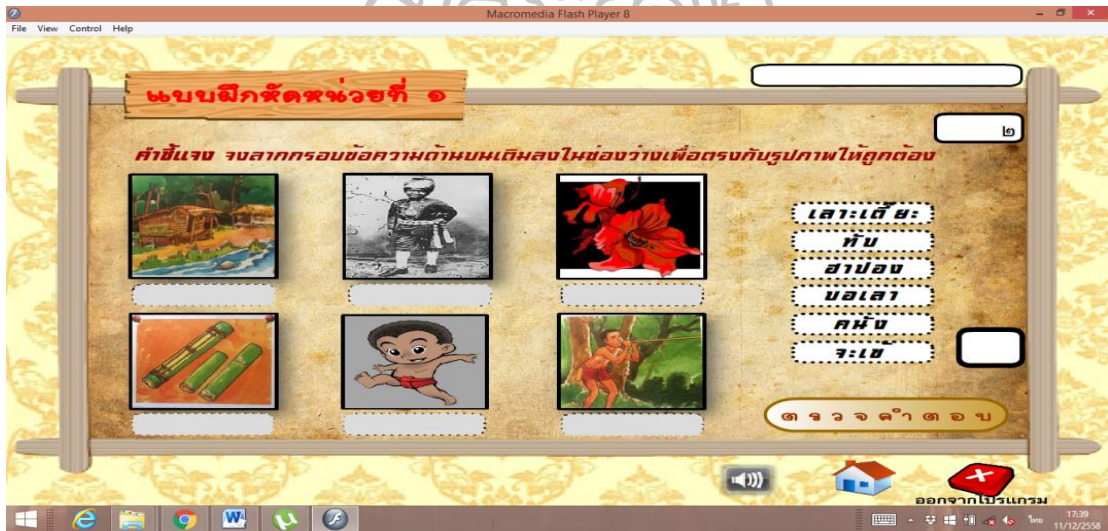 Macromedia Flash Player 8
File View Control Help
แบบฝึกหัดหน่วยที่ ๑
๒
คำชี้แจง จงลากกรอบข้อความด้านบนเติมลงในช่องว่างเพื่อตรงกับรูปภาพให้ถูกต้อง
เลาะเตี๊ยะ
ทับ
ฮาปอง
บอเลา
คนัง
จะเข้
ตรวจคำตอบ
ออกจากโปรแกรม
ไทย
17:39
11/12/2558